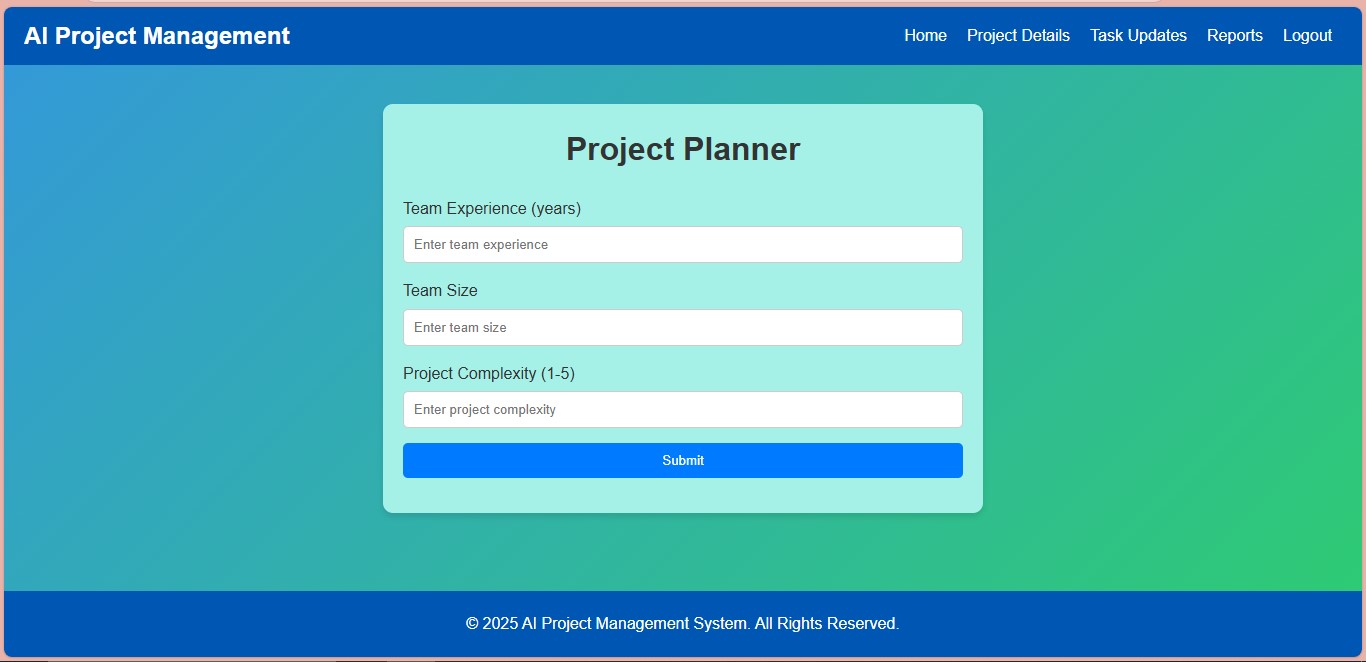 AI Project Management
Home Project Details Task Updates Reports Logout
Project Planner
Team Experience (years)
Enter team experience
Team Size
Enter team size
Project Complexity (1-5)
Enter project complexity
Submit
© 2025 AI Project Management System. All Rights Reserved.